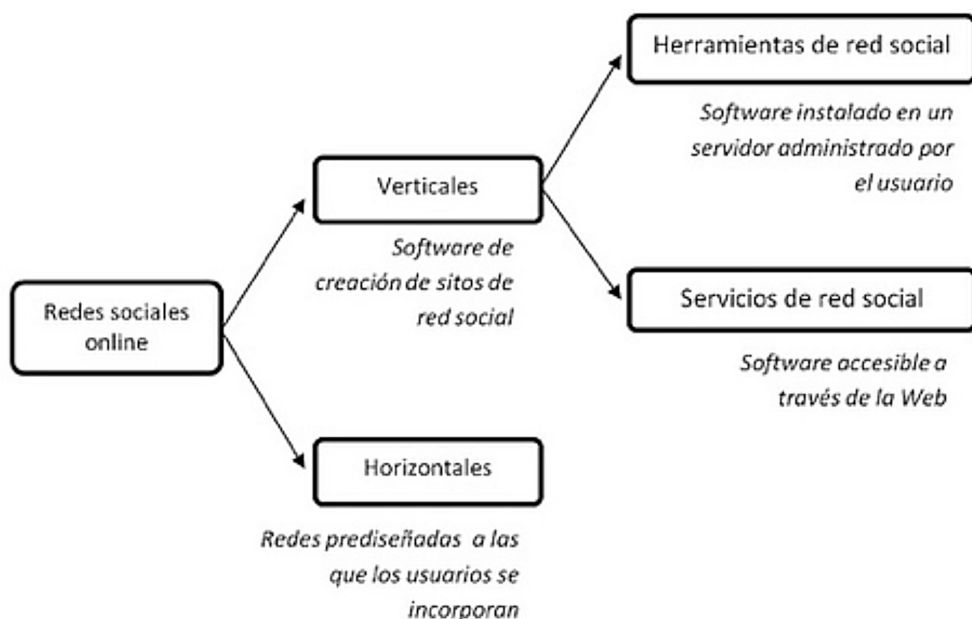 Herramientas de red social
Software instalado en un
servidor administrado por
el usuario
Verticales
Software de
creación de sitos de
red social
Redes sociales
online
Servicios de red social
Software accesible a
través de la Web
Horizontales
Redes prediseñadas a las
que los usuarios se
incorporan